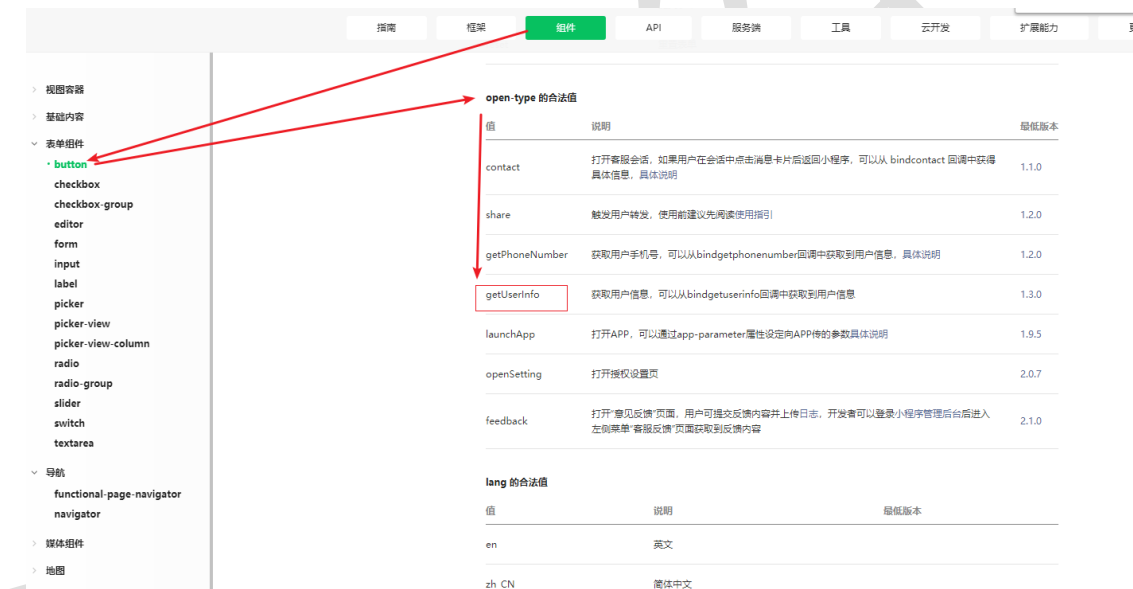 指南 框架 组件 API 服务端 工具 云开发 扩展能力
视图容器
基础内容
表单组件
button
checkbox
checkbox-group
editor
form
input
label
picker
picker-view
picker-view-column
radio
radio-group
slider
switch
textarea
导航
functional-page-navigator
navigator
媒体组件
地图
open-type 的合法值
值 说明 最低版本
contact 打开客服会话，如果用户在会话中点击消息卡片后返回小程序，可以从 bindcontact 回调中获得
具体信息，具体说明 1.1.0
share 触发用户转发，使用前建议先阅读使用指引 1.2.0
getPhoneNumber 获取用户手机号，可以从bindgetphonenumber回调中获取到用户信息，具体说明 1.2.0
getUserInfo 获取用户信息，可以从bindgetuserinfo回调中获取到用户信息 1.3.0
launchApp 打开APP，可以通过app-parameter属性设定向APP传的参数具体说明 1.9.5
openSetting 打开授权设置页 2.0.7
feedback 打开“意见反馈”页面，用户可提交反馈内容并上传日志，开发者可以登录小程序管理后台后进入
左侧菜单“客服反馈”页面获取到反馈内容 2.1.0
lang 的合法值
值 说明 最低版本
en 英文
zh_CN 简体中文